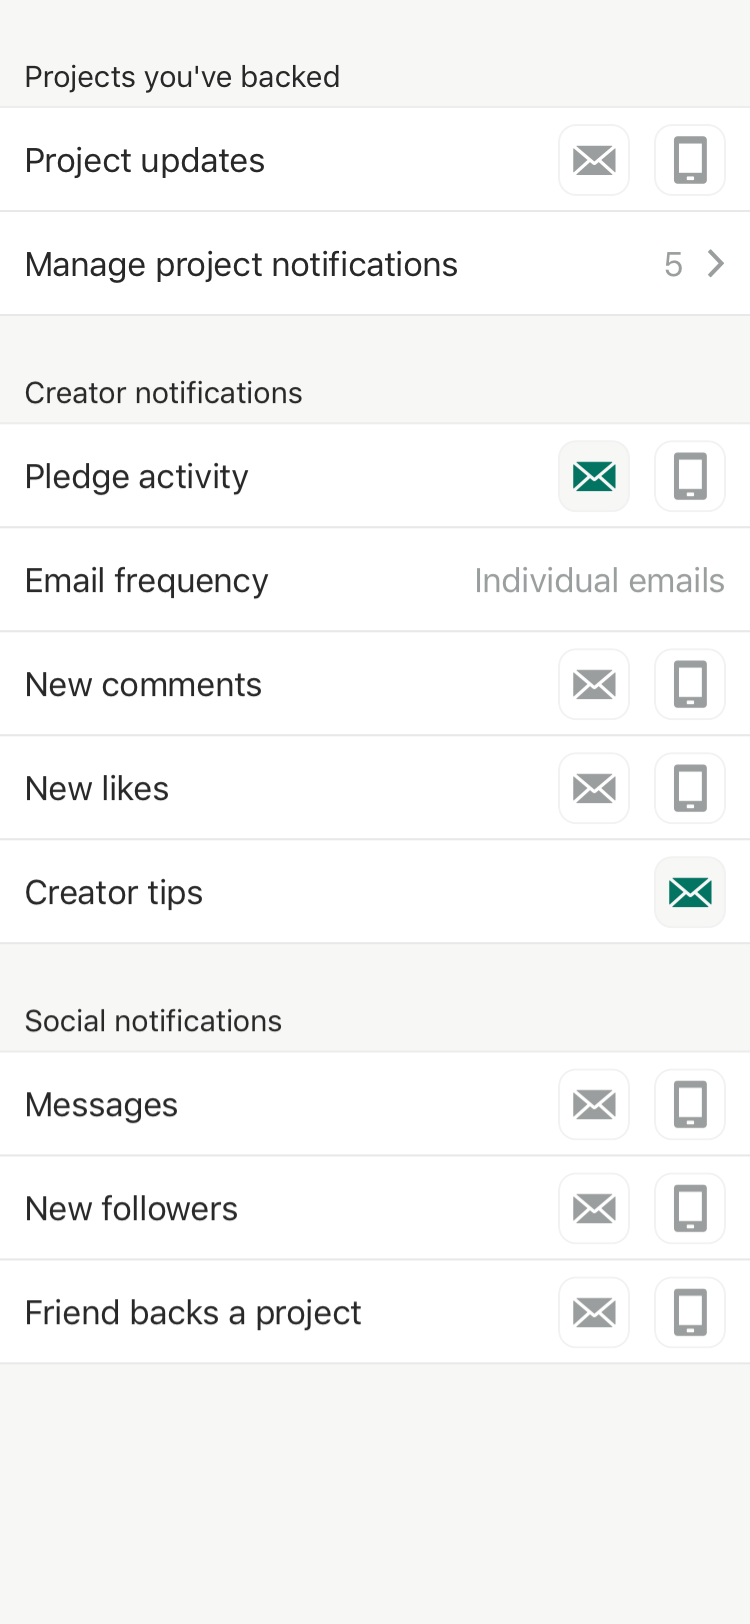 Projects you've backed
Project updates
Manage project notifications 5
Creator notifications
Pledge activity
Email frequency Individual emails
New comments
New likes
Creator tips
Social notifications
Messages
New followers
Friend backs a project